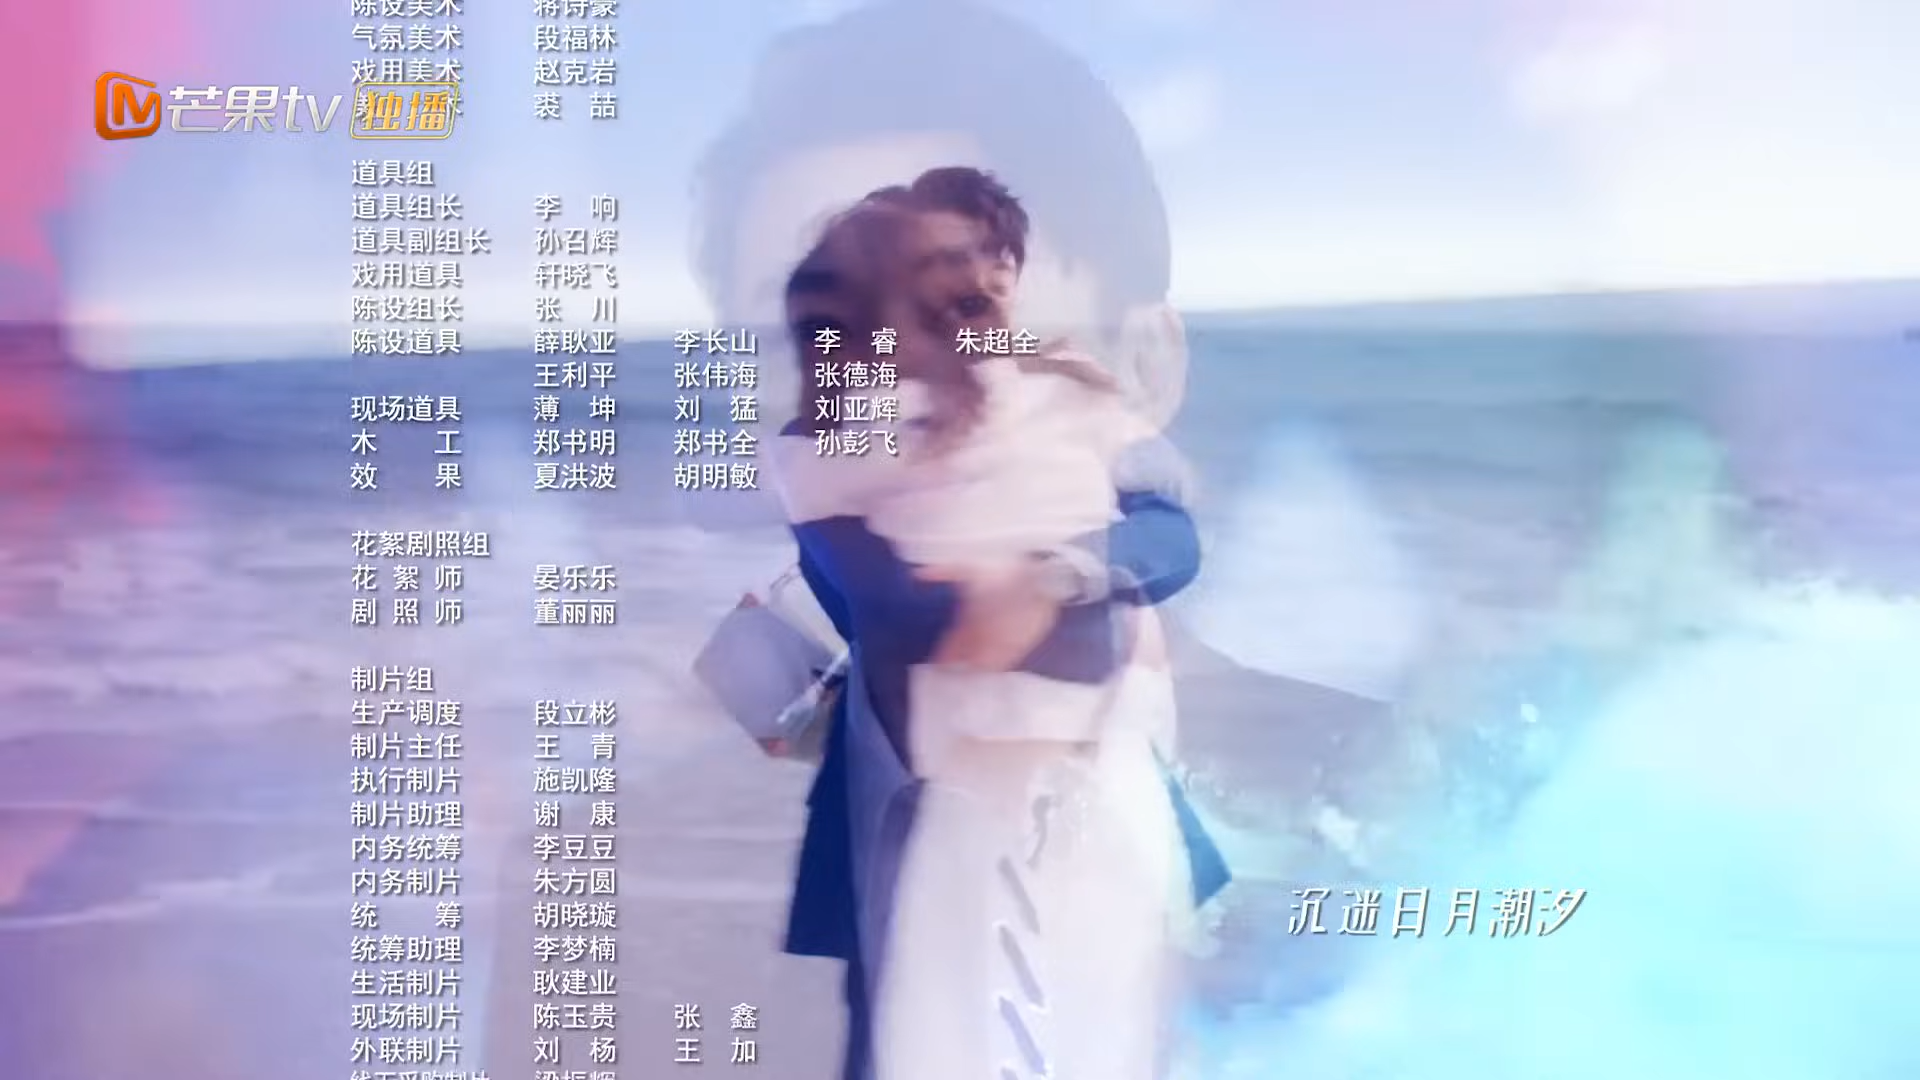 陈设美术 蒋诗豪
气氛美术 段福林
戏用美术 赵克岩
芒果tv 独播
裘 喆
道具组
道具组长 李 响
道具副组长 孙召辉
戏用道具 轩晓飞
陈设组长 张 川
陈设道具 薛耿亚 李长山 李 睿 朱超全
王利平 张伟海 张德海
现场道具 薄 坤 刘 猛 刘亚辉
木 工 郑书明 郑书全 孙彭飞
效 果 夏洪波 胡明敏
花絮剧照组
花 絮 师 晏乐乐
剧 照 师 董丽丽
制片组
生产调度 段立彬
制片主任 王 青
执行制片 施凯隆
制片助理 谢 康
内务统筹 李豆豆
内务制片 朱方圆
统 筹 胡晓璇
沉迷日月潮汐
统筹助理 李梦楠
生活制片 耿建业
现场制片 陈玉贵 张 鑫
外联制片 刘 杨 王 加